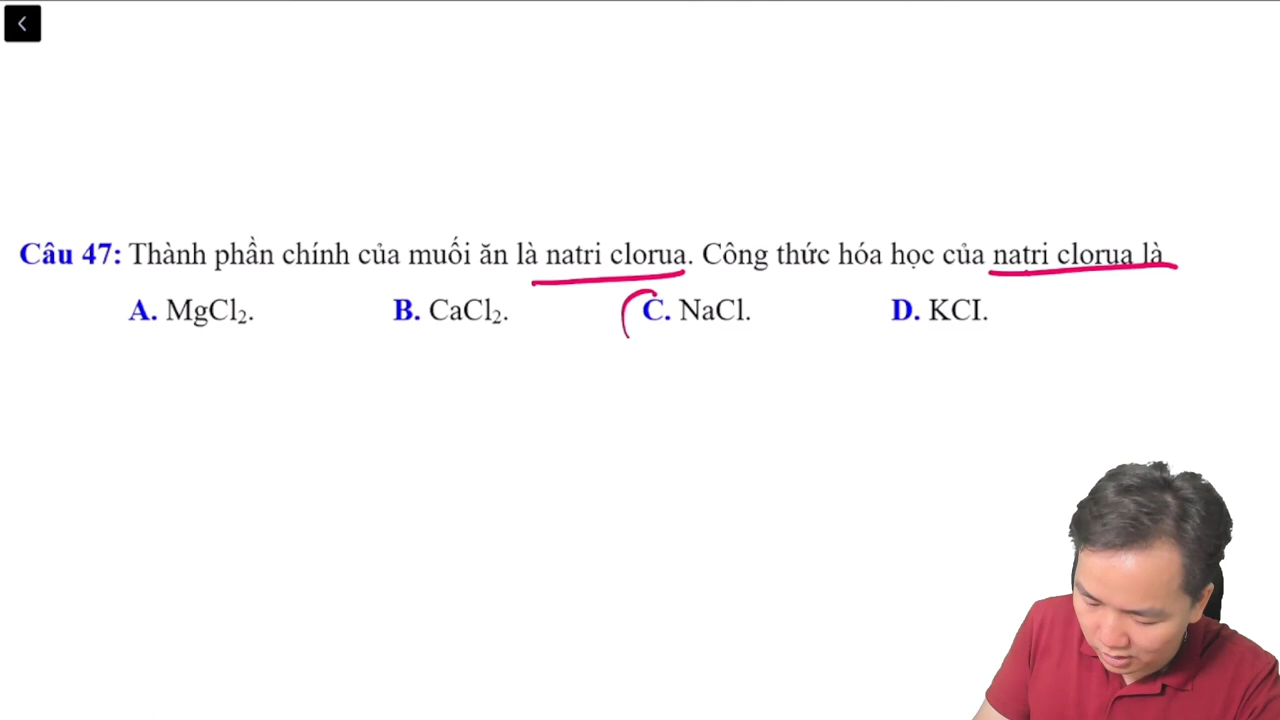 Câu 47: Thành phần chính của muối ăn là natri clorua. Công thức hóa học của natri clorua là
A. MgCl₂. B. CaCl₂. C. NaCl. D. KCI.